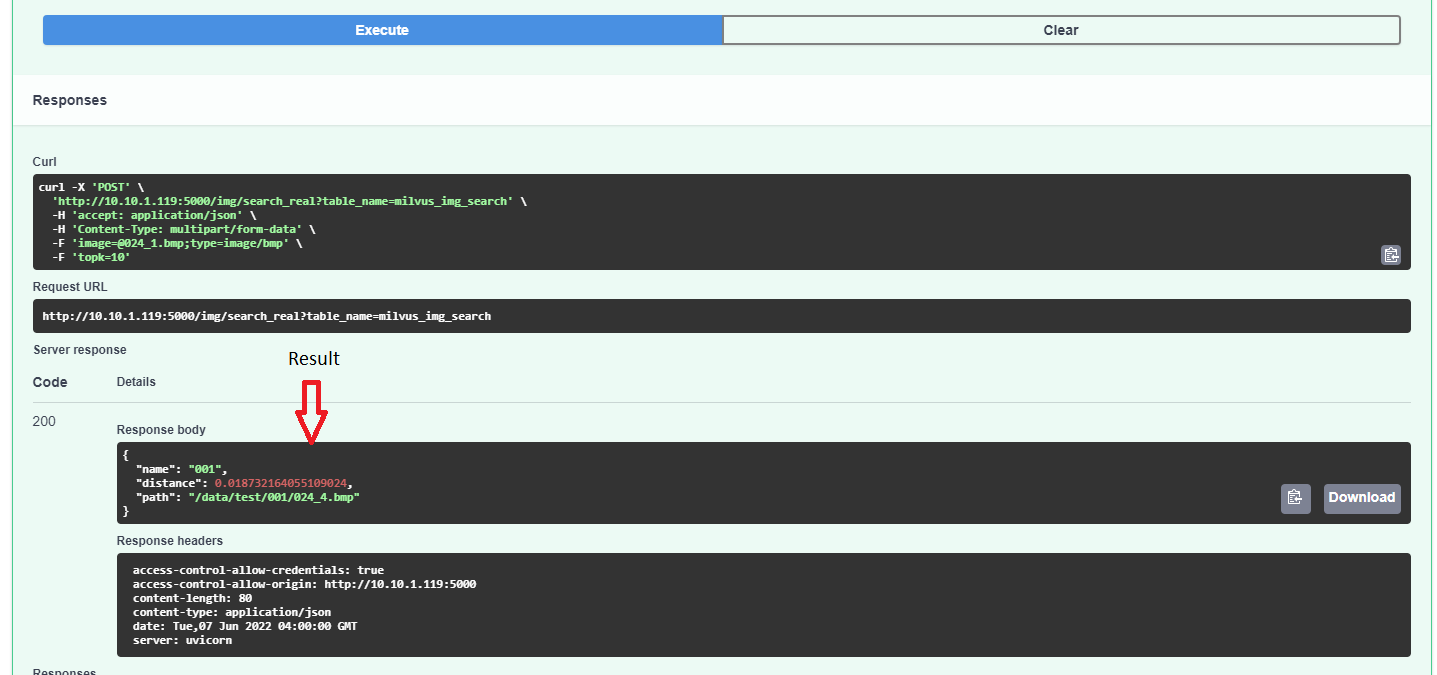 Execute
Clear
Responses
Curl
curl -X 'POST' \
'http://10.10.1.119:5000/img/search_real?table_name=milvus_img_search' \
-H 'accept: application/json' \
-H 'Content-Type: multipart/form-data' \
-F 'image=@024_1.bmp;type=image/bmp' \
-F 'topk=10'
Request URL
http://10.10.1.119:5000/img/search_real?table_name=milvus_img_search
Server response
Result
Code Details
200
Response body
{
"name": "001",
"distance": 0.018732164055109024,
"path": "/data/test/001/024_4.bmp"
}
Download
Response headers
access-control-allow-credentials: true
access-control-allow-origin: http://10.10.1.119:5000
content-length: 80
content-type: application/json
date: Tue,07 Jun 2022 04:00:00 GMT
server: uvicorn
Responses